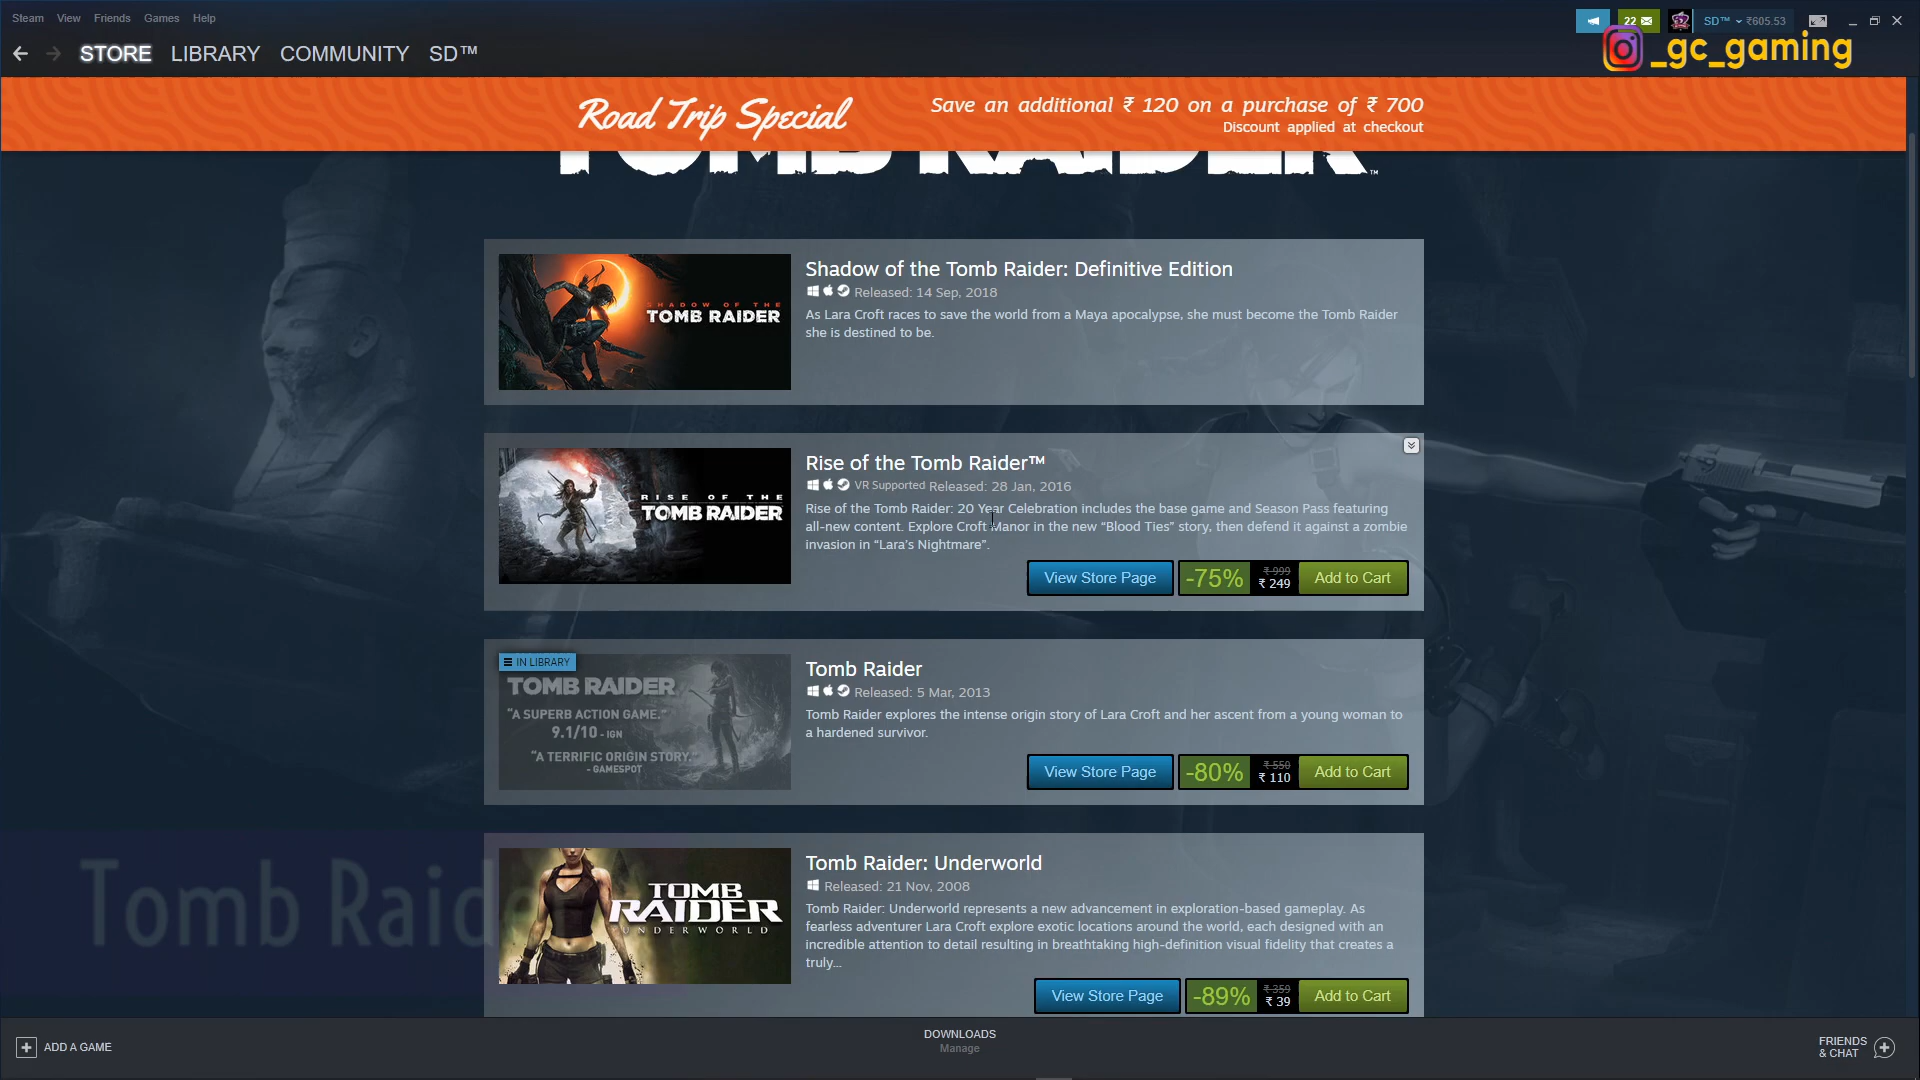 Steam View Friends Games Help
22
SD™ ₹605.53
STORE LIBRARY COMMUNITY SD™
_gc_gaming
Road Trip Special
Save an additional ₹ 120 on a purchase of ₹ 700
Discount applied at checkout
TOMB RAIDER™
SHADOW OF THE
TOMB RAIDER
Shadow of the Tomb Raider: Definitive Edition
Released: 14 Sep, 2018
As Lara Croft races to save the world from a Maya apocalypse, she must become the Tomb Raider
she is destined to be.
RISE OF THE
TOMB RAIDER
Rise of the Tomb Raider™
VR Supported Released: 28 Jan, 2016
Rise of the Tomb Raider: 20 Year Celebration includes the base game and Season Pass featuring
all-new content. Explore Croft Manor in the new “Blood Ties” story, then defend it against a zombie
invasion in “Lara's Nightmare”.
View Store Page -75% ₹ 999 ₹ 249 Add to Cart
IN LIBRARY
TOMB RAIDER
“A SUPERB ACTION GAME.”
9.1/10 - IGN
“A TERRIFIC ORIGIN STORY.”
- GAMESPOT
Tomb Raider
Released: 5 Mar, 2013
Tomb Raider explores the intense origin story of Lara Croft and her ascent from a young woman to
a hardened survivor.
View Store Page -80% ₹ 550 ₹ 110 Add to Cart
Tomb Raide
TOMB
RAIDER
UNDERWORLD
Tomb Raider: Underworld
Released: 21 Nov, 2008
Tomb Raider: Underworld represents a new advancement in exploration-based gameplay. As
fearless adventurer Lara Croft explore exotic locations around the world, each designed with an
incredible attention to detail resulting in breathtaking high-definition visual fidelity that creates a
truly...
View Store Page -89% ₹ 359 ₹ 39 Add to Cart
ADD A GAME
DOWNLOADS
Manage
FRIENDS
& CHAT